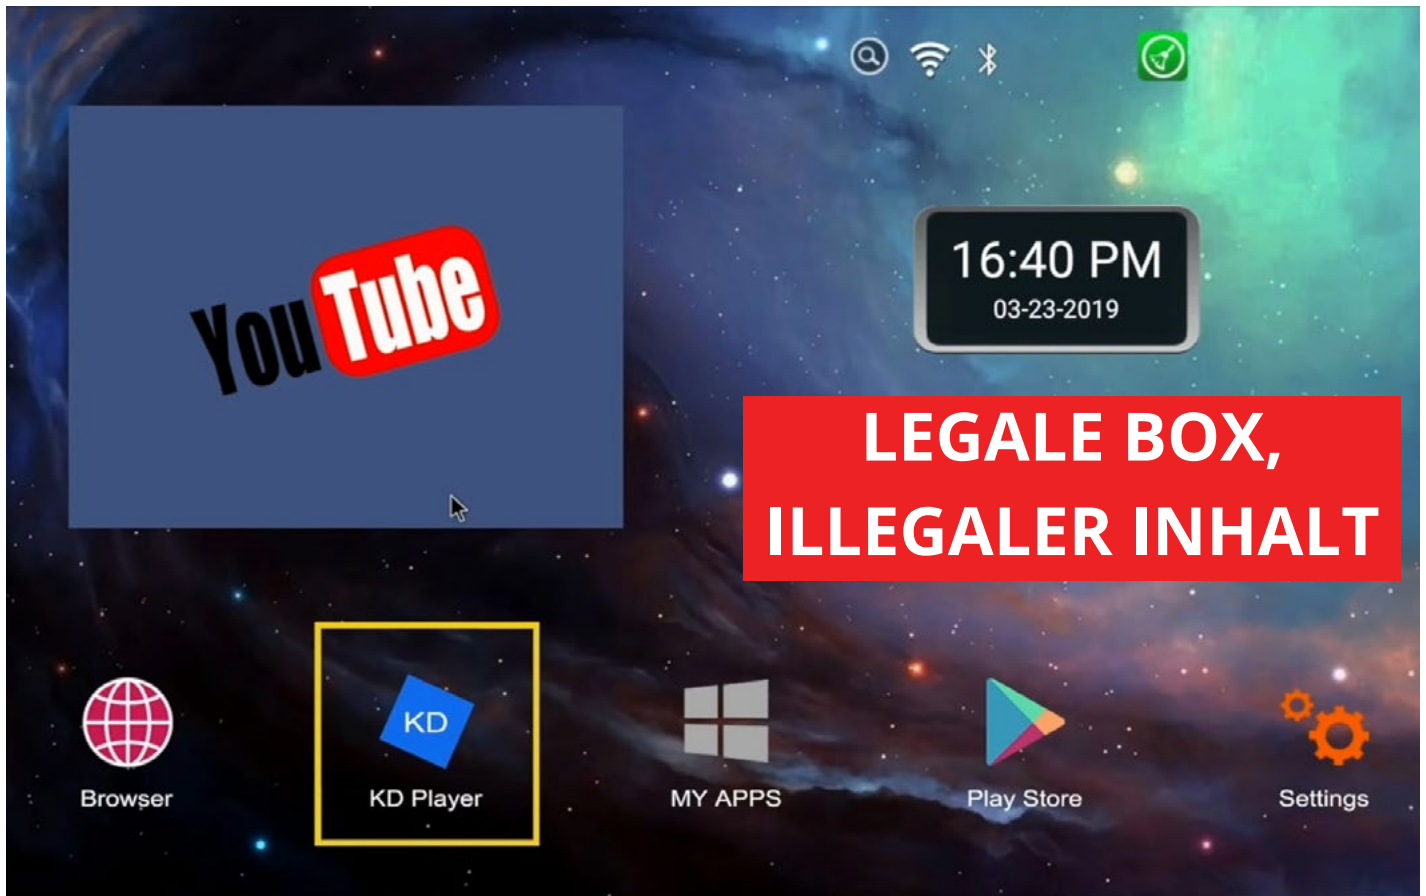 YouTube
16:40 PM
03-23-2019
LEGALE BOX,
ILLEGALER INHALT
KD
Browser
KD Player
MY APPS
Play Store
Settings